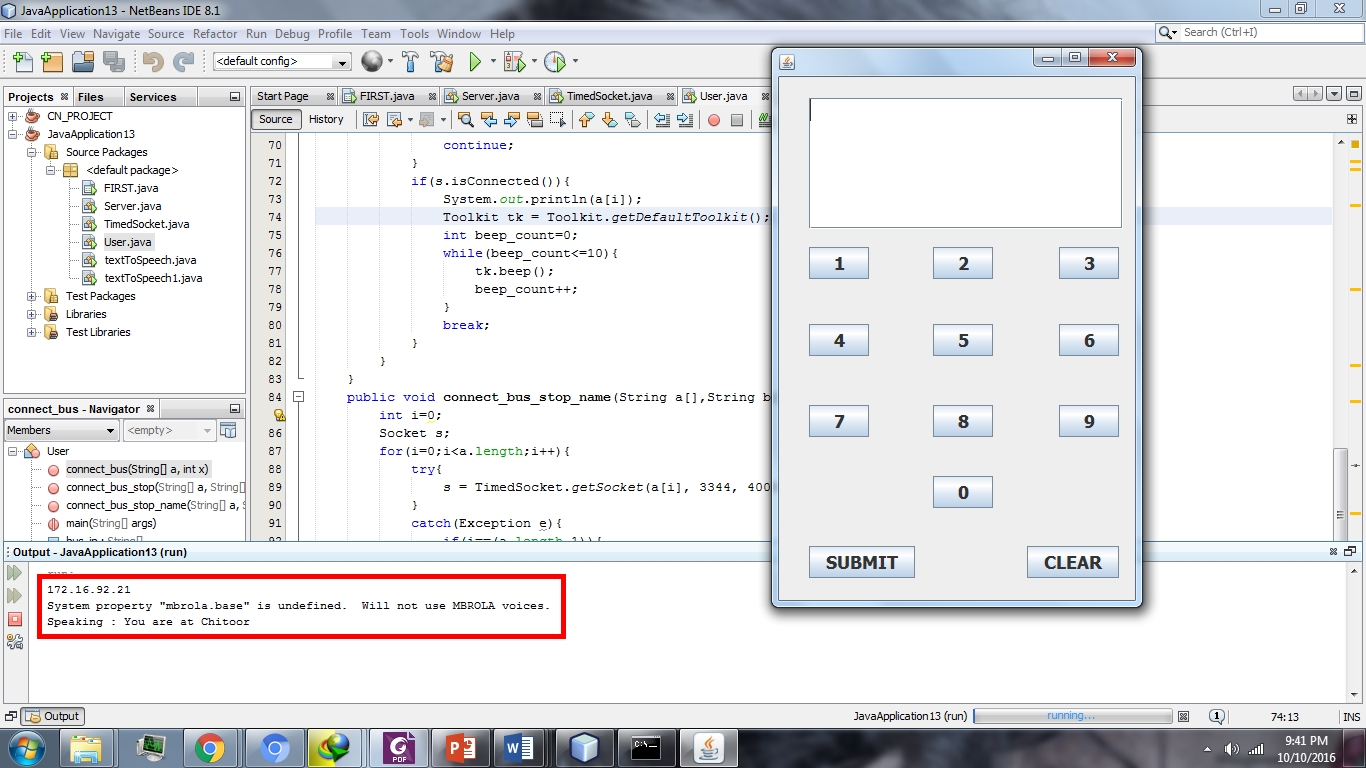 JavaApplication13 - NetBeans IDE 8.1
File Edit View Navigate Source Refactor Run Debug Profile Team Tools Window Help
Search (Ctrl+I)
<default config>
Projects Files Services
CN_PROJECT
JavaApplication13
Source Packages
<default package>
FIRST.java
Server.java
TimedSocket.java
User.java
textToSpeech.java
textToSpeech1.java
Test Packages
Libraries
Test Libraries
connect_bus - Navigator
Members <empty>
User
connect_bus(String[] a, int x)
connect_bus_stop(String[] a, String[]
connect_bus_stop_name(String[] a, S
main(String[] args)
Start Page FIRST.java Server.java TimedSocket.java User.java
Source History
70 continue;
71 }
72 if(s.isConnected()){
73 System.out.println(a[i]);
74 Toolkit tk = Toolkit.getDefaultToolkit();
75 int beep_count=0;
76 while(beep_count<=10){
77 tk.beep();
78 beep_count++;
79 }
80 break;
81 }
82 }
83 }
84 public void connect_bus_stop_name(String a[],String b
int i=0;
86 Socket s;
87 for(i=0;i<a.length;i++){
88 try{
89 s = TimedSocket.getSocket(a[i], 3344, 400
90 }
91 catch(Exception e){
92 if(i==(a.length-1)){
1 2 3
4 5 6
7 8 9
0
SUBMIT CLEAR
Output - JavaApplication13 (run)
run:
172.16.92.21
System property "mbrola.base" is undefined.  Will not use MBROLA voices.
Speaking : You are at Chitoor
Output
JavaApplication13 (run) running... 1 74:13 INS
PDF
C:\
9:41 PM
10/10/2016